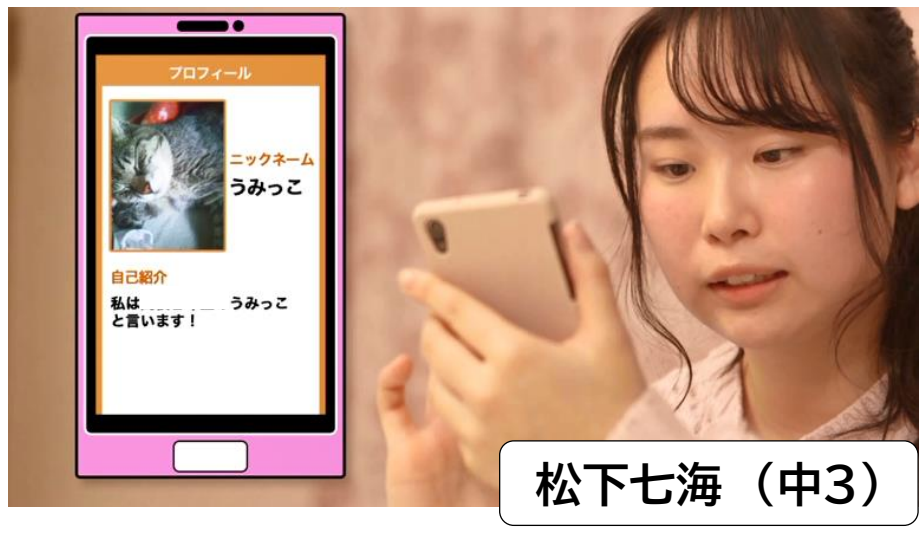 プロフィール
ニックネーム
うみっこ
自己紹介
私は うみっこ
と言います！
松下七海（中3）